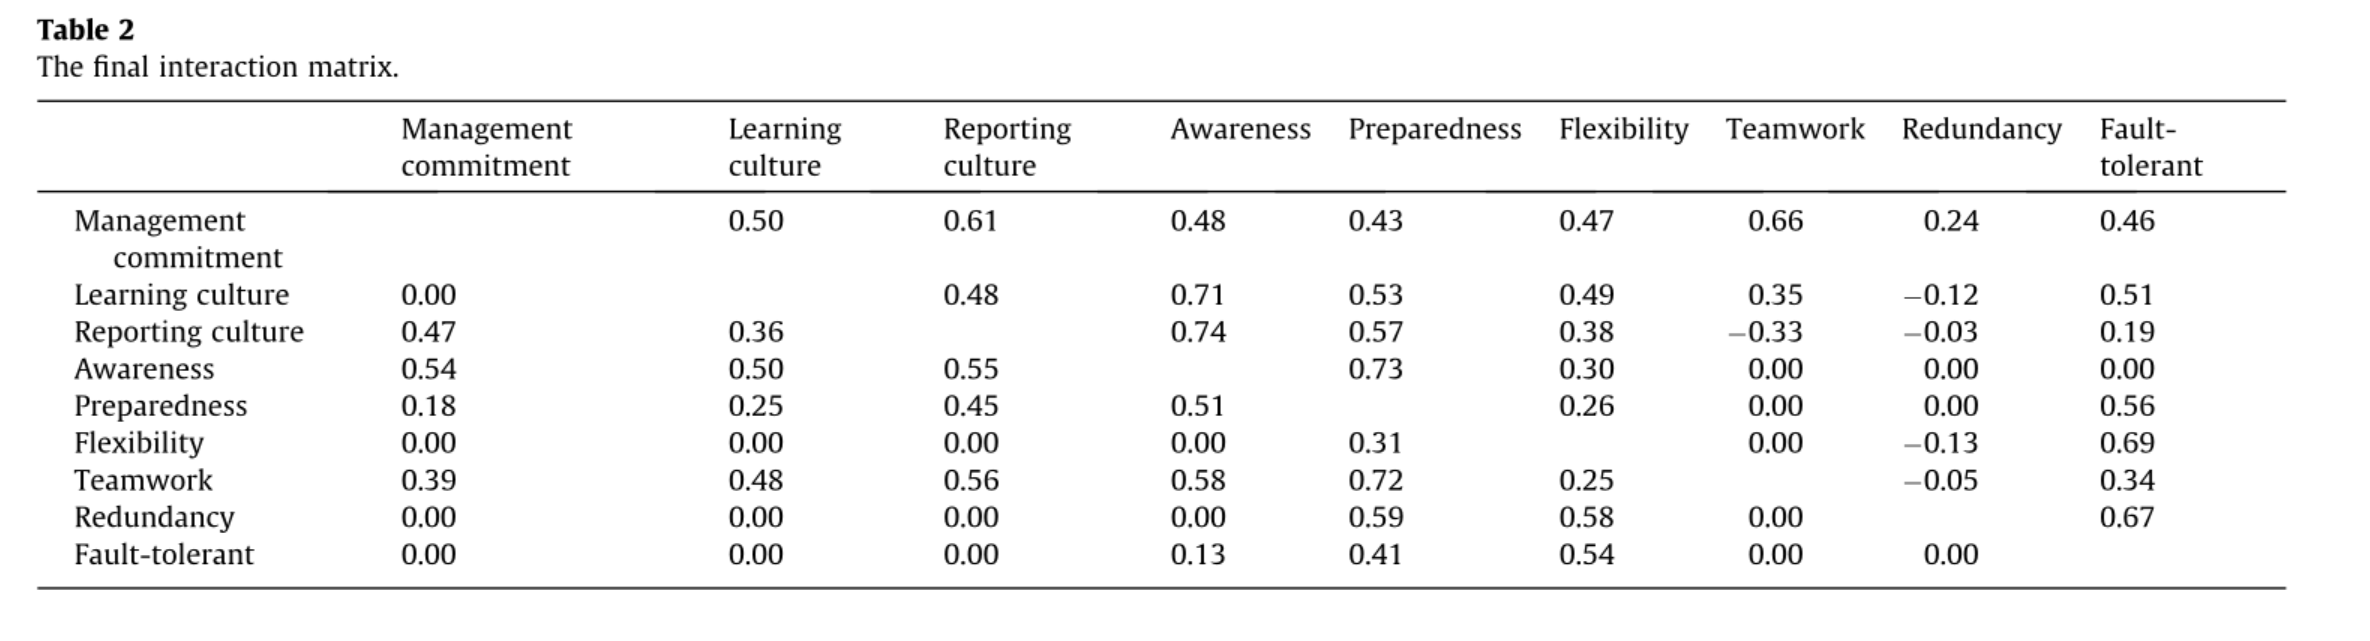 Table 2
The final interaction matrix.
Management Learning Reporting Awareness Preparedness Flexibility Teamwork Redundancy Fault-
commitment culture culture tolerant
Management 0.50 0.61 0.48 0.43 0.47 0.66 0.24 0.46
commitment
Learning culture 0.00 0.48 0.71 0.53 0.49 0.35 −0.12 0.51
Reporting culture 0.47 0.36 0.74 0.57 0.38 −0.33 −0.03 0.19
Awareness 0.54 0.50 0.55 0.73 0.30 0.00 0.00 0.00
Preparedness 0.18 0.25 0.45 0.51 0.26 0.00 0.00 0.56
Flexibility 0.00 0.00 0.00 0.00 0.31 0.00 −0.13 0.69
Teamwork 0.39 0.48 0.56 0.58 0.72 0.25 −0.05 0.34
Redundancy 0.00 0.00 0.00 0.00 0.59 0.58 0.00 0.67
Fault-tolerant 0.00 0.00 0.00 0.13 0.41 0.54 0.00 0.00